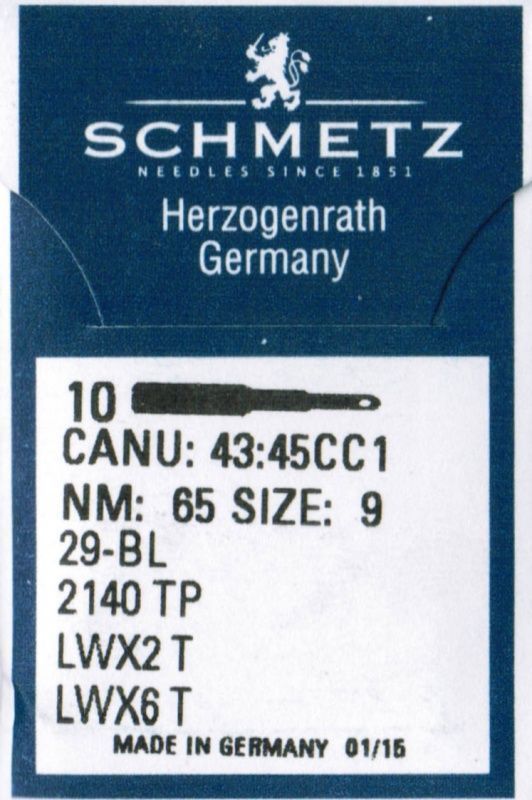 SCHMETZ
NEEDLES SINCE 1851
Herzogenrath
Germany
10
CANU: 43:45CC1
NM: 65 SIZE: 9
29-BL
2140 TP
LWX2 T
LWX6 T
MADE IN GERMANY 01/15